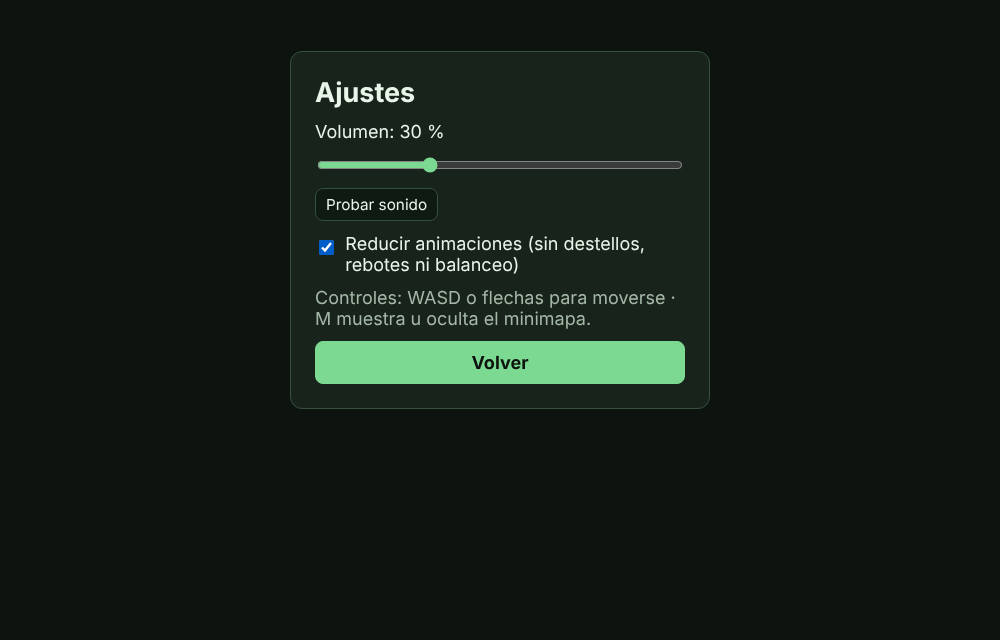 Ajustes
Volumen: 30 %
Probar sonido
Reducir animaciones (sin destellos,
rebotes ni balanceo)
Controles: WASD o flechas para moverse ·
M muestra u oculta el minimapa.
Volver